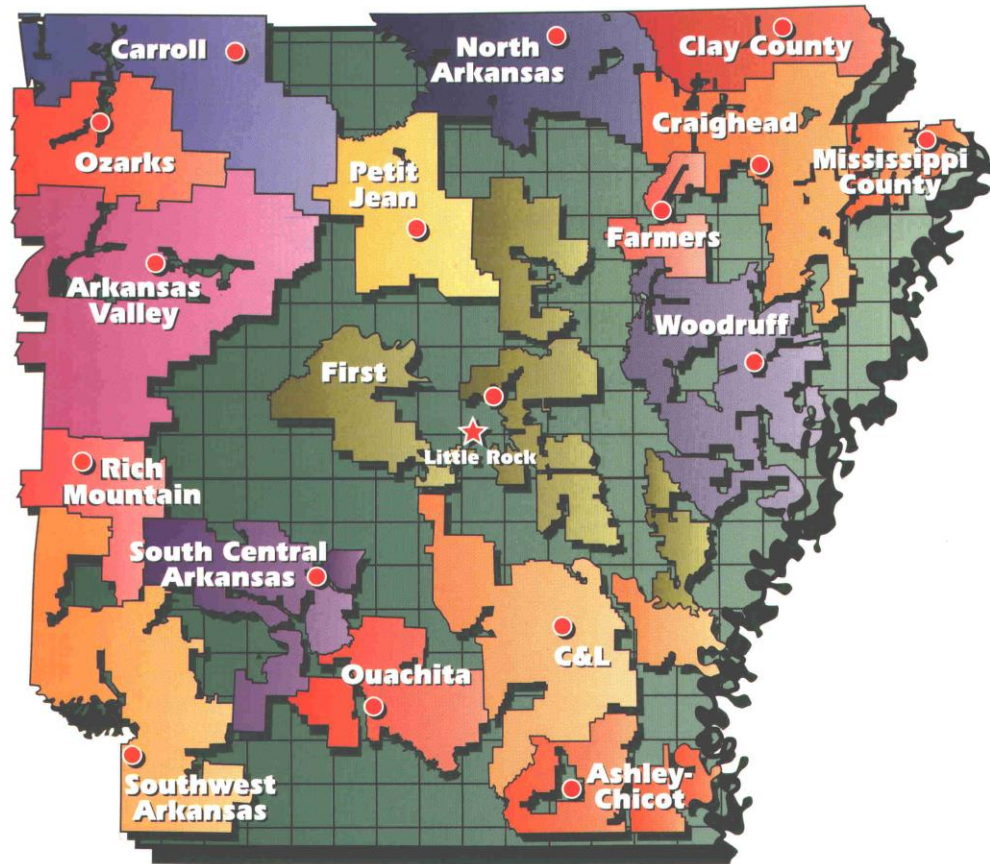 Carroll
North
Arkansas
Clay County
Ozarks
Craighead
Mississippi
County
Petit
Jean
Farmers
Arkansas
Valley
Woodruff
First
Little Rock
Rich
Mountain
South Central
Arkansas
C&L
Ouachita
Southwest
Arkansas
Ashley-
Chicot